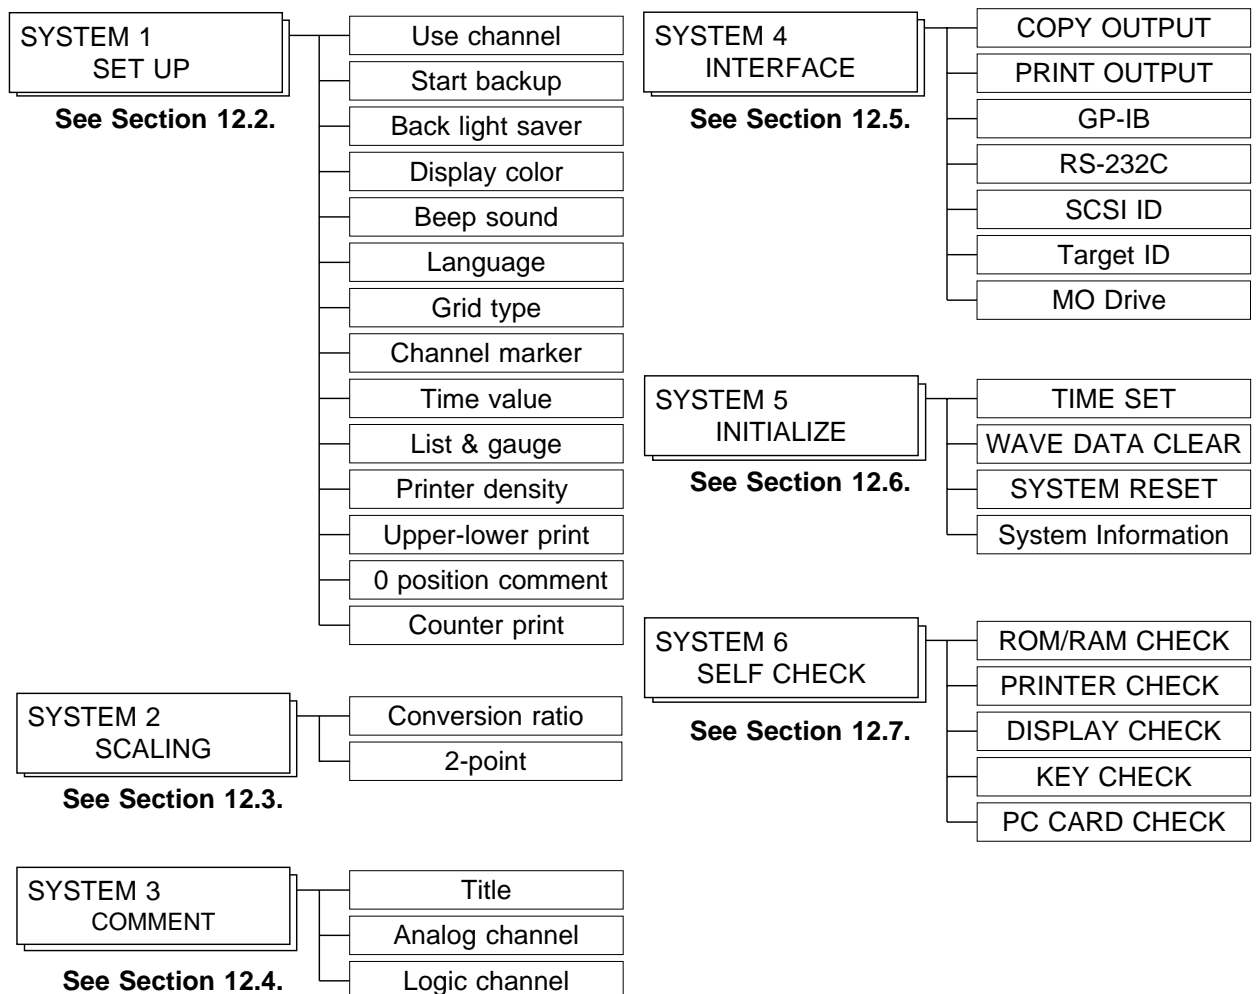 SYSTEM 1
SET UP
See Section 12.2.
Use channel
Start backup
Back light saver
Display color
Beep sound
Language
Grid type
Channel marker
Time value
List & gauge
Printer density
Upper-lower print
0 position comment
Counter print
SYSTEM 2
SCALING
See Section 12.3.
Conversion ratio
2-point
SYSTEM 3
COMMENT
See Section 12.4.
Title
Analog channel
Logic channel
SYSTEM 4
INTERFACE
See Section 12.5.
COPY OUTPUT
PRINT OUTPUT
GP-IB
RS-232C
SCSI ID
Target ID
MO Drive
SYSTEM 5
INITIALIZE
See Section 12.6.
TIME SET
WAVE DATA CLEAR
SYSTEM RESET
System Information
SYSTEM 6
SELF CHECK
See Section 12.7.
ROM/RAM CHECK
PRINTER CHECK
DISPLAY CHECK
KEY CHECK
PC CARD CHECK